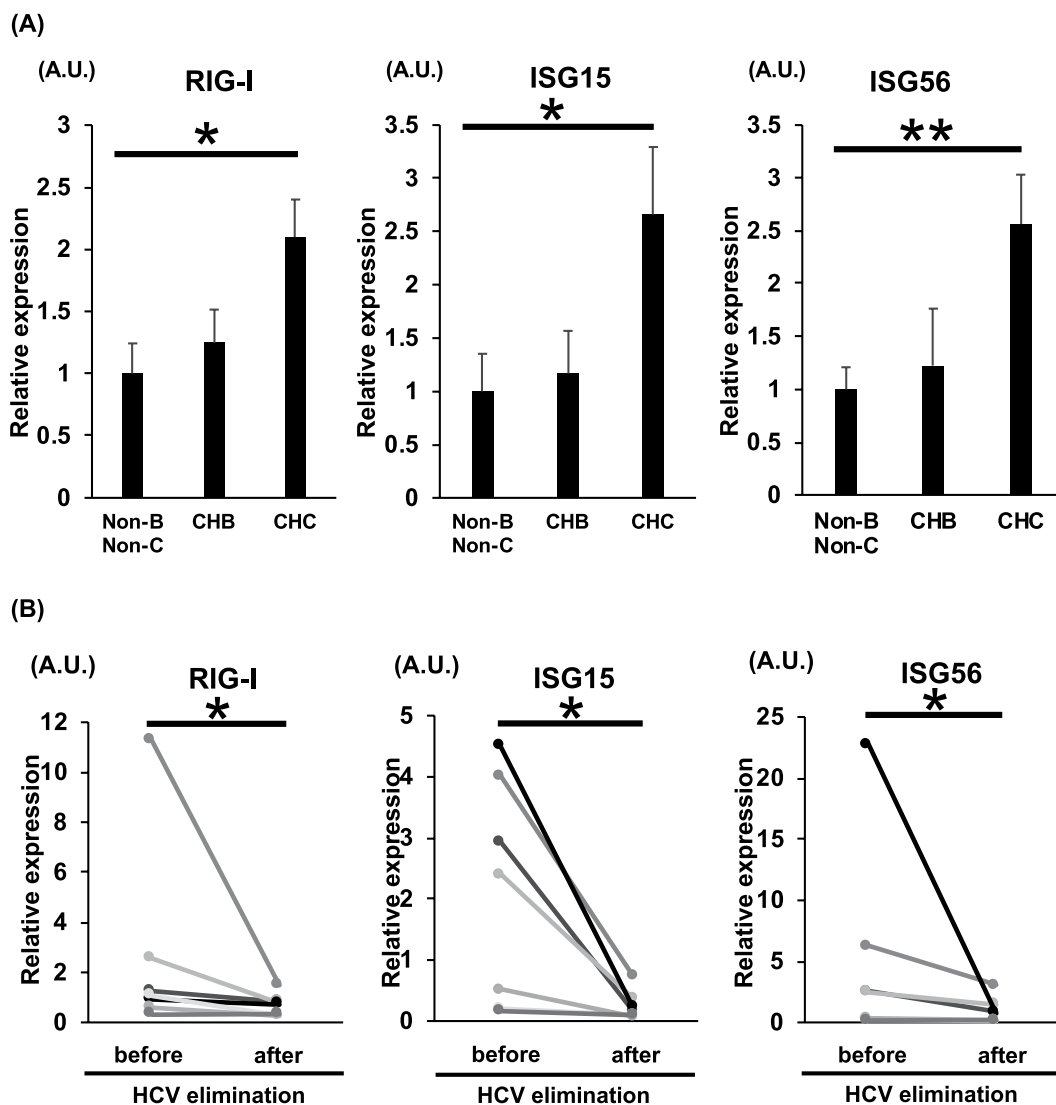 (A)
(A.U.) RIG-I
*
Relative expression
3
2.5
2
1.5
1
0.5
0
Non-B CHB CHC
Non-C
(A.U.) ISG15
*
Relative expression
3.5
3
2.5
2
1.5
1
0.5
0
Non-B CHB CHC
Non-C
(A.U.) ISG56
**
Relative expression
3.5
3
2.5
2
1.5
1
0.5
0
Non-B CHB CHC
Non-C
(B)
(A.U.) RIG-I
*
Relative expression
12
10
8
6
4
2
0
before after
HCV elimination
(A.U.) ISG15
*
Relative expression
5
4
3
2
1
0
before after
HCV elimination
(A.U.) ISG56
*
Relative expression
25
20
15
10
5
0
before after
HCV elimination